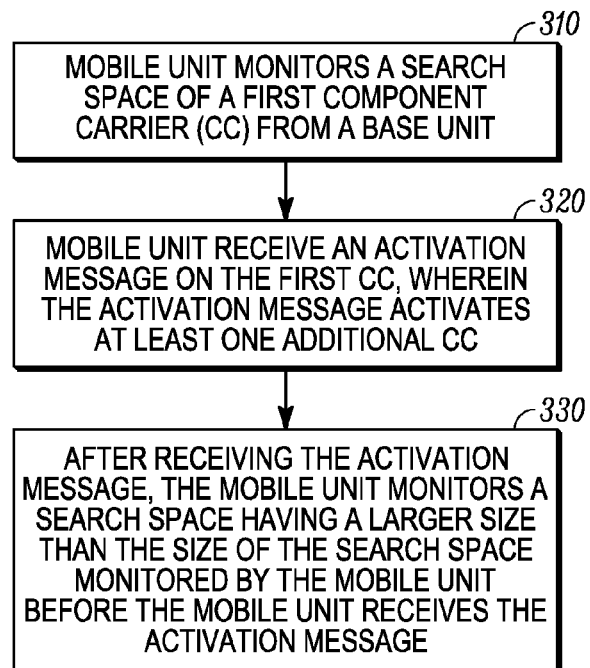 310
MOBILE UNIT MONITORS A SEARCH
SPACE OF A FIRST COMPONENT
CARRIER (CC) FROM A BASE UNIT
320
MOBILE UNIT RECEIVE AN ACTIVATION
MESSAGE ON THE FIRST CC, WHEREIN
THE ACTIVATION MESSAGE ACTIVATES
AT LEAST ONE ADDITIONAL CC
330
AFTER RECEIVING THE ACTIVATION
MESSAGE, THE MOBILE UNIT MONITORS A
SEARCH SPACE HAVING A LARGER SIZE
THAN THE SIZE OF THE SEARCH SPACE
MONITORED BY THE MOBILE UNIT
BEFORE THE MOBILE UNIT RECEIVES THE
ACTIVATION MESSAGE